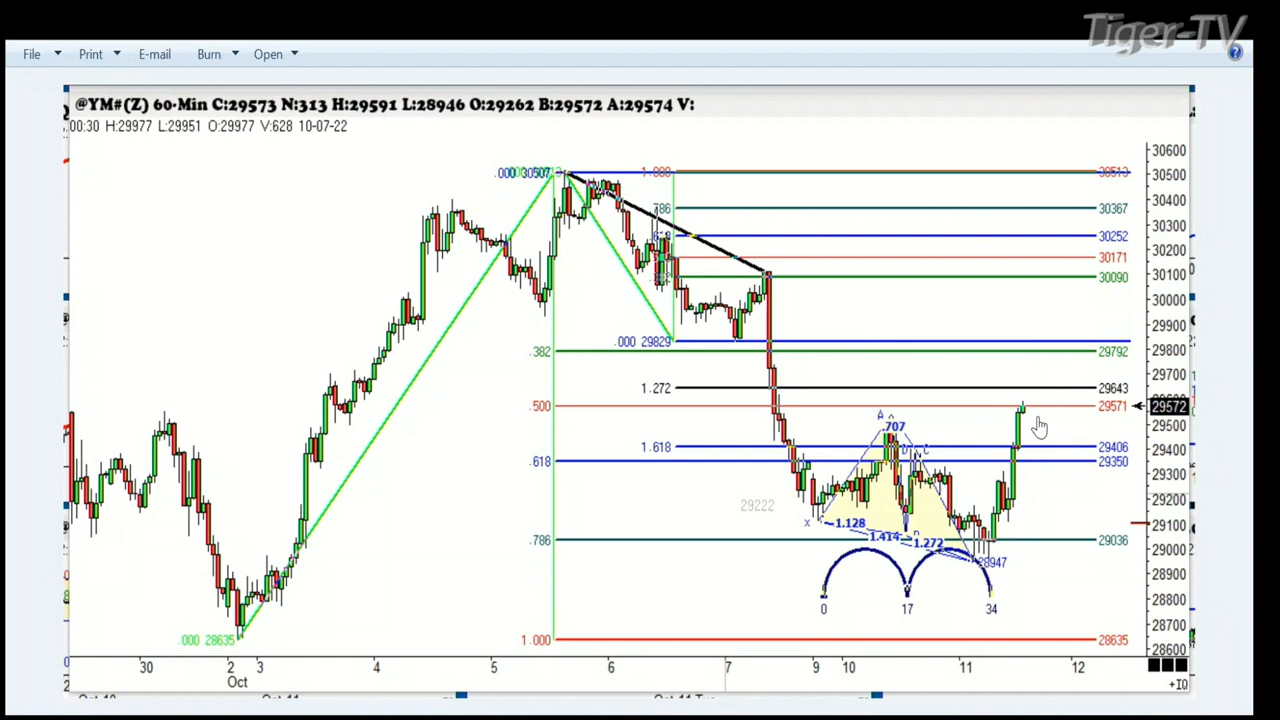 Tiger-TV
File Print E-mail Burn Open
@YM#(Z) 60-Min C:29573 N:313 H:29591 L:28946 O:29262 B:29572 A:29574 V:
00:30 H:29977 L:29951 O:29977 V:628 10-07-22
30600
.000 30507 1.000 30513 30500
.786 30367 30400
.618 30252 30300
30200
30171
30090 30100
30000
29900
.000 29829
.382 29792 29800
29700
1.272 29643
.500 29571 29572
A
.707 29500
1.618 29406 29400
.618 29350
29300
29222 29200
X 1.128 29100
1.414 1.272
.786 29036
29000
28947
28900
28800
0 17 34
28700
.000 28635 1.000 28635
28600
30 2 3 4 5 6 7 9 10 11 12
Oct
+IQ